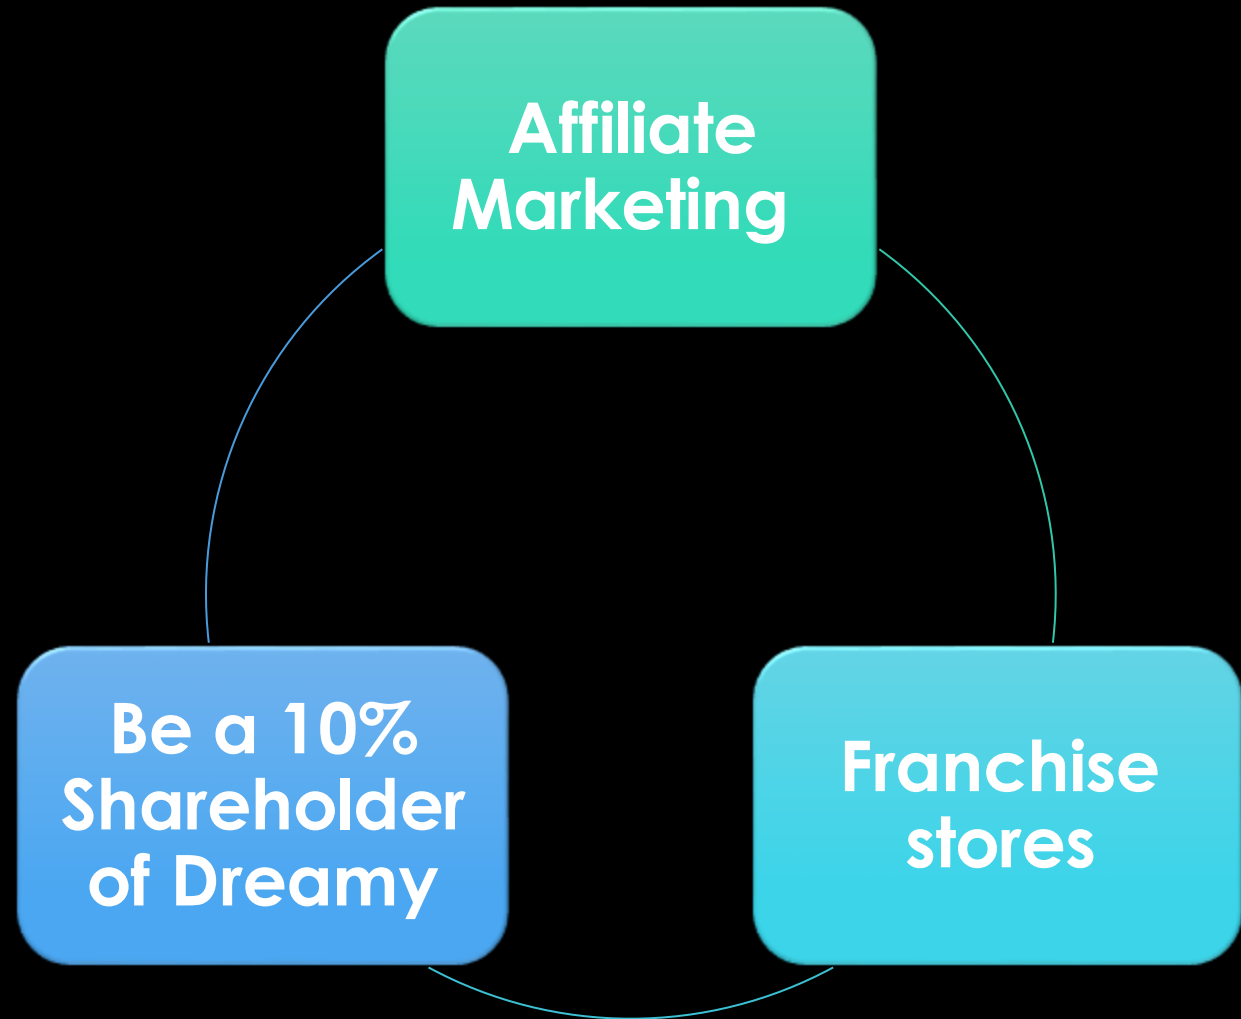 Affiliate
Marketing
Be a 10%
Shareholder
of Dreamy
Franchise
stores